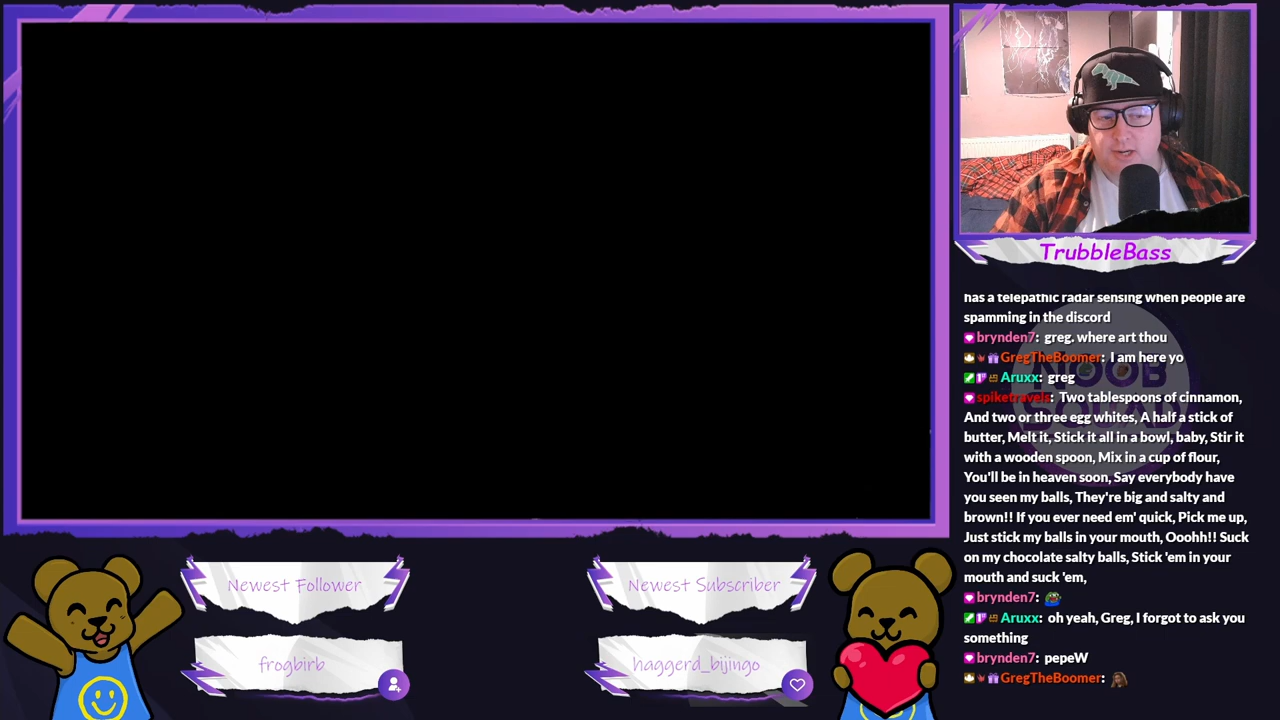 TrubbleBass
has a telepathic radar sensing when people are
spamming in the discord
brynden7: greg. where art thou
GregTheBoomer: I am here yo
Aruxx: greg
spiketravels: Two tablespoons of cinnamon,
And two or three egg whites, A half a stick of
butter, Melt it, Stick it all in a bowl, baby, Stir it
with a wooden spoon, Mix in a cup of flour,
You'll be in heaven soon, Say everybody have
you seen my balls, They're big and salty and
brown!! If you ever need em' quick, Pick me up,
Just stick my balls in your mouth, Ooohh!! Suck
on my chocolate salty balls, Stick 'em in your
mouth and suck 'em,
brynden7:
Aruxx: oh yeah, Greg, I forgot to ask you
something
brynden7: pepeW
GregTheBoomer:
NOOB
SQUAD
Newest Follower
frogbirb
Newest Subscriber
haggerd_bijingo